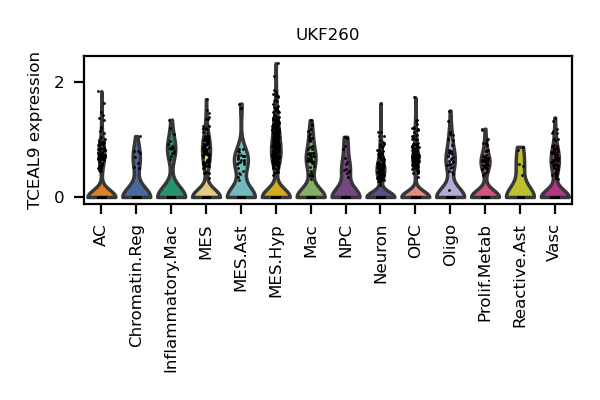 UKF260
TCEAL9 expression
2
0
AC
Chromatin.Reg
Inflammatory.Mac
MES
MES.Ast
MES.Hyp
Mac
NPC
Neuron
OPC
Oligo
Prolif.Metab
Reactive.Ast
Vasc